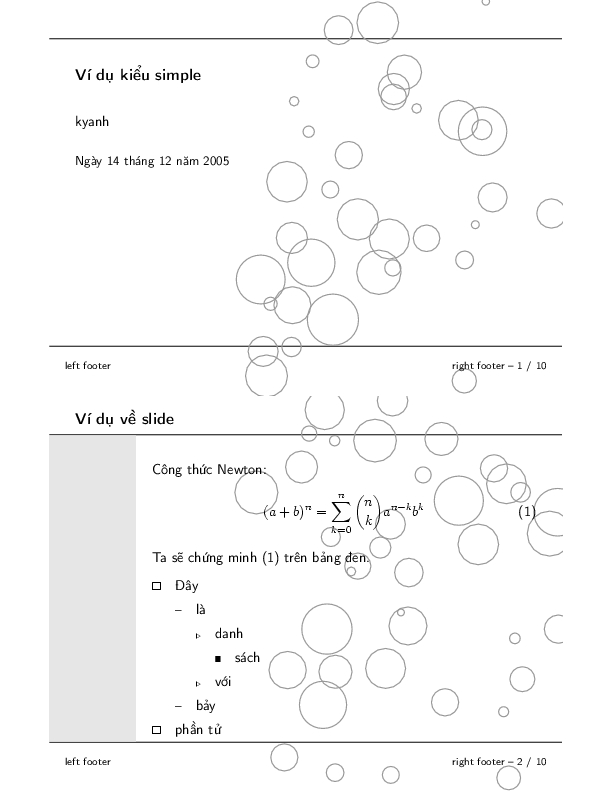 Ví dụ kiểu simple
kyanh
Ngày 14 tháng 12 năm 2005
left footer
right footer – 1 / 10
Ví dụ về slide
Công thức Newton:
(a + b)^n = \sum_{k=0}^{n} \binom{n}{k} a^{n-k} b^k (1)
Ta sẽ chứng minh (1) trên bảng đen.
□ Đây
– là
▹ danh
■ sách
▹ với
– bảy
□ phần tử
left footer
right footer – 2 / 10